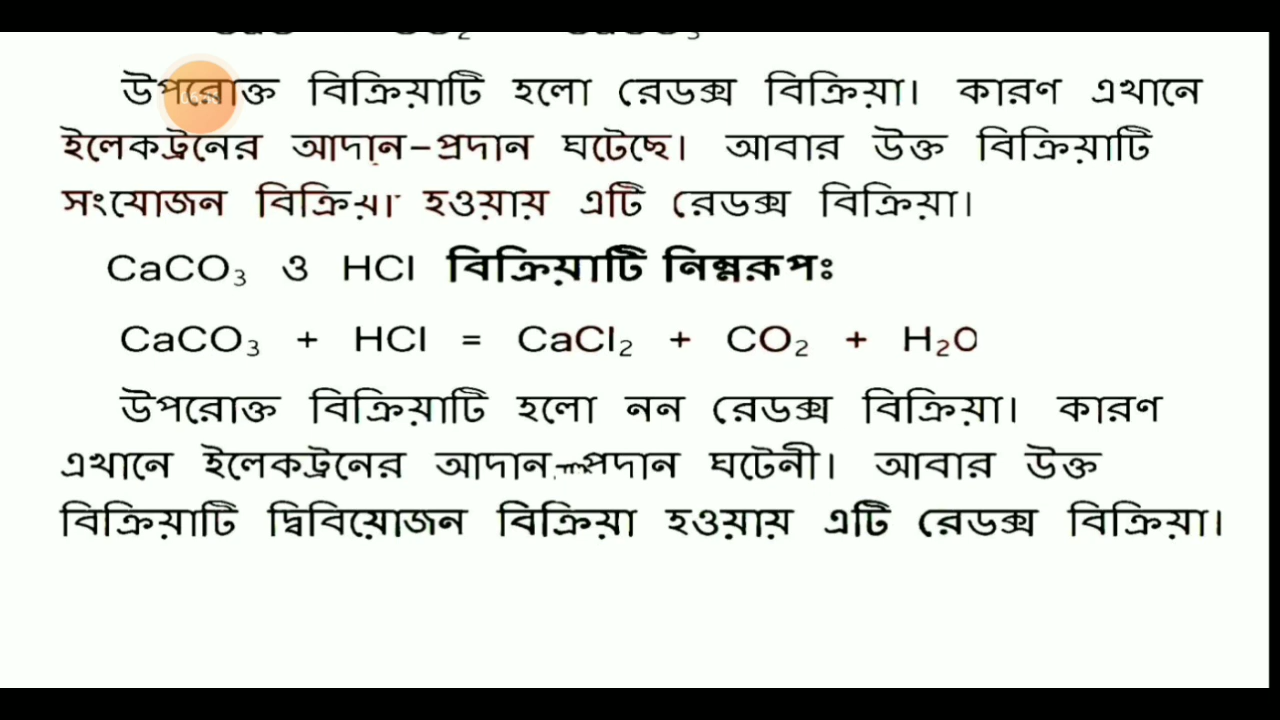 উপরোক্ত বিক্রিয়াটি হলো রেডক্স বিক্রিয়া। কারণ এখানে
ইলেকট্রনের আদান-প্রদান ঘটেছে। আবার উক্ত বিক্রিয়াটি
সংযোজন বিক্রিয়া হওয়ায় এটি রেডক্স বিক্রিয়া।
CaCO₃ ও HCl বিক্রিয়াটি নিম্নরূপঃ
CaCO₃ + HCl = CaCl₂ + CO₂ + H₂O
উপরোক্ত বিক্রিয়াটি হলো নন রেডক্স বিক্রিয়া। কারণ
এখানে ইলেকট্রনের আদান-প্রদান ঘটেনী। আবার উক্ত
বিক্রিয়াটি দ্বিবিয়োজন বিক্রিয়া হওয়ায় এটি রেডক্স বিক্রিয়া।